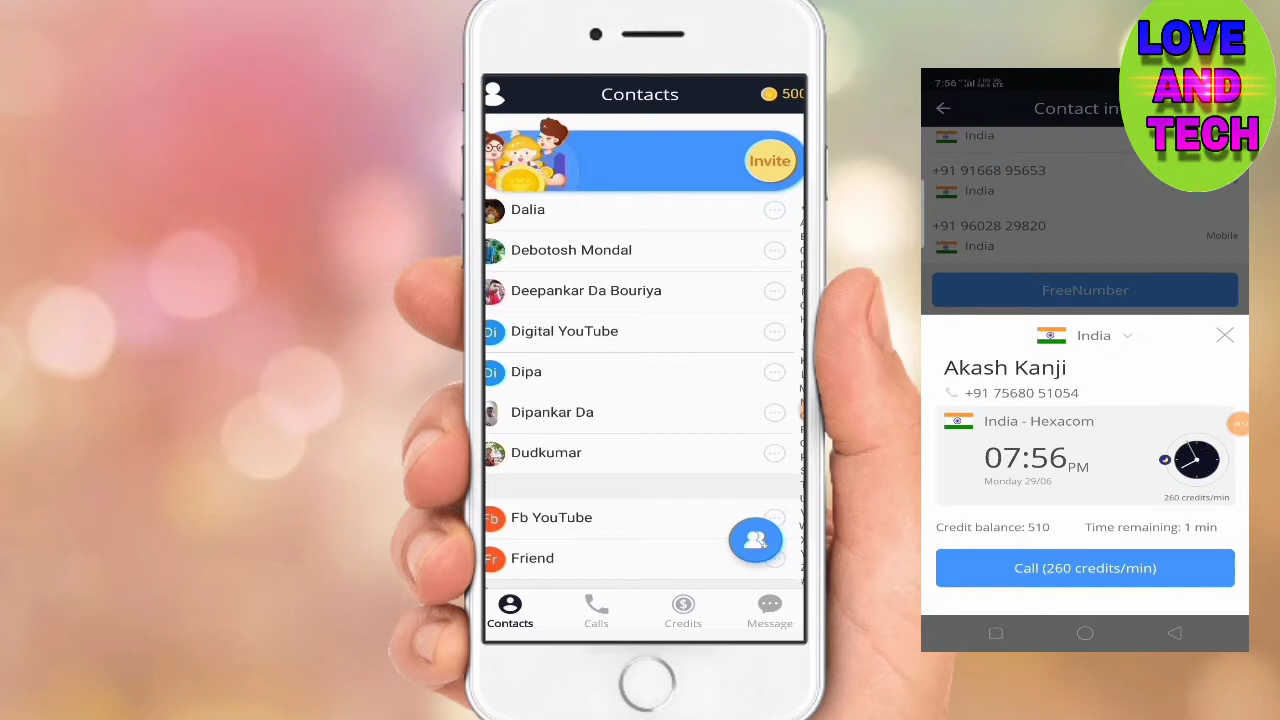 Contacts
500
Invite
Dalia
Debotosh Mondal
Deepankar Da Bouriya
Di
Digital YouTube
Di
Dipa
Dipankar Da
Dudkumar
Fb
Fb YouTube
Fr
Friend
Contacts
Calls
Credits
Message
LOVE
AND
TECH
7:56
Contact in
India
+91 91668 95653
India
+91 96028 29820
Mobile
India
FreeNumber
India
Akash Kanji
+91 75680 51054
India - Hexacom
07:56PM
Monday 29/06
260 credits/min
Credit balance: 510
Time remaining: 1 min
Call (260 credits/min)